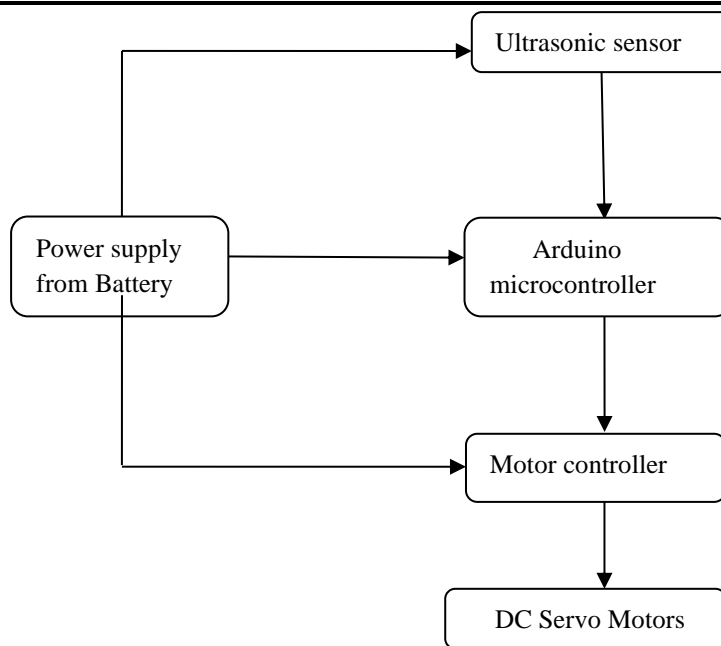 Ultrasonic sensor
Power supply
from Battery
Arduino
microcontroller
Motor controller
DC Servo Motors